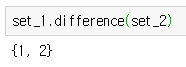 set_1.difference(set_2)
{1, 2}